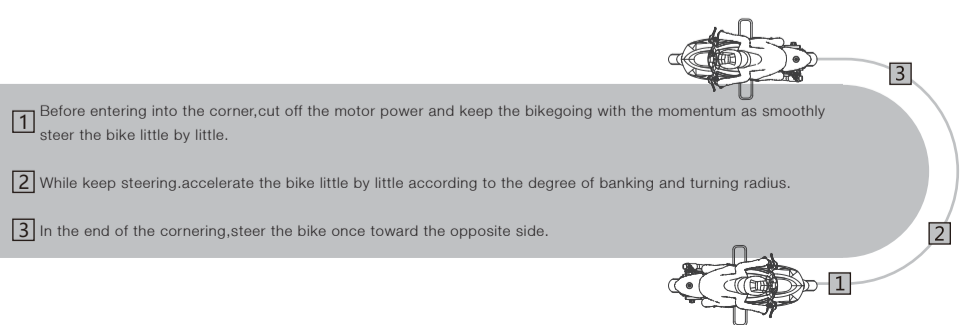 3
1 Before entering into the corner,cut off the motor power and keep the bikegoing with the momentum as smoothly
steer the bike little by little.
2 While keep steering.accelerate the bike little by little according to the degree of banking and turning radius.
3 In the end of the cornering,steer the bike once toward the opposite side.
2
1